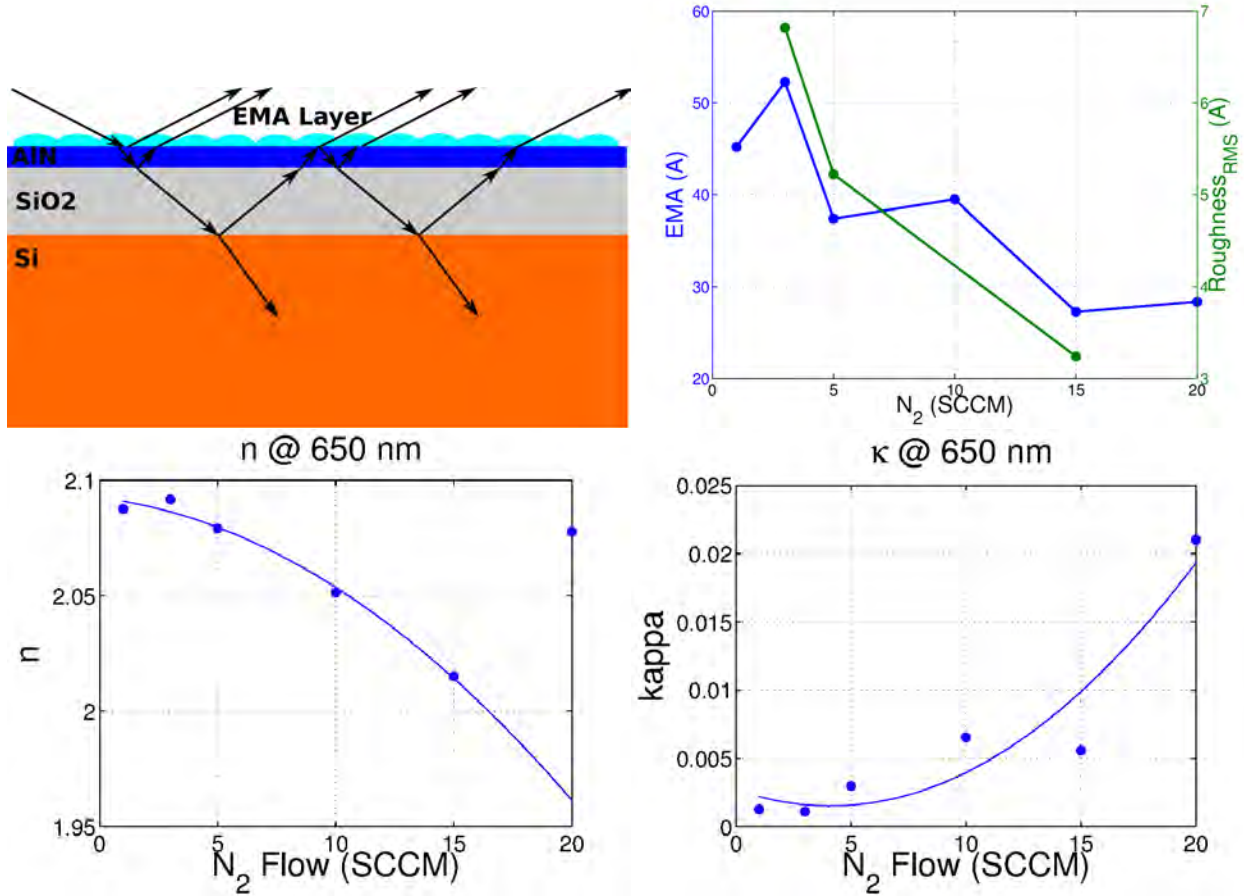 EMA Layer
AlN
SiO2
Si
60
50
40
30
20
EMA (A)
7
6
5
4
3
Roughness_RMS (A)
0 5 10 15 20
N₂ (SCCM)
n @ 650 nm
2.1
2.05
2
1.95
n
0 5 10 15 20
N₂ Flow (SCCM)
κ @ 650 nm
0.025
0.02
0.015
0.01
0.005
0
kappa
0 5 10 15 20
N₂ Flow (SCCM)